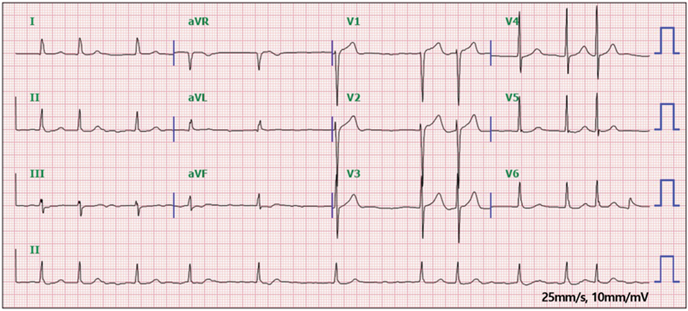 I aVR V1 V4
II aVL V2 V5
III aVF V3 V6
II
25mm/s, 10mm/mV